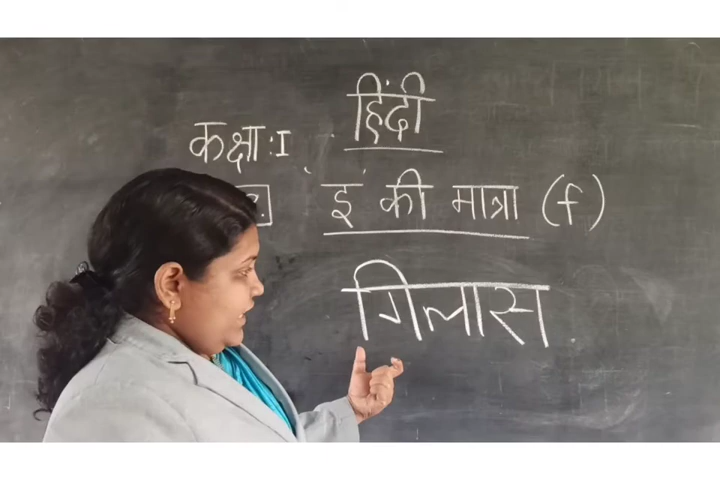 हिंदी
कक्षा : I
'इ' की मात्रा (ि)
गिलास